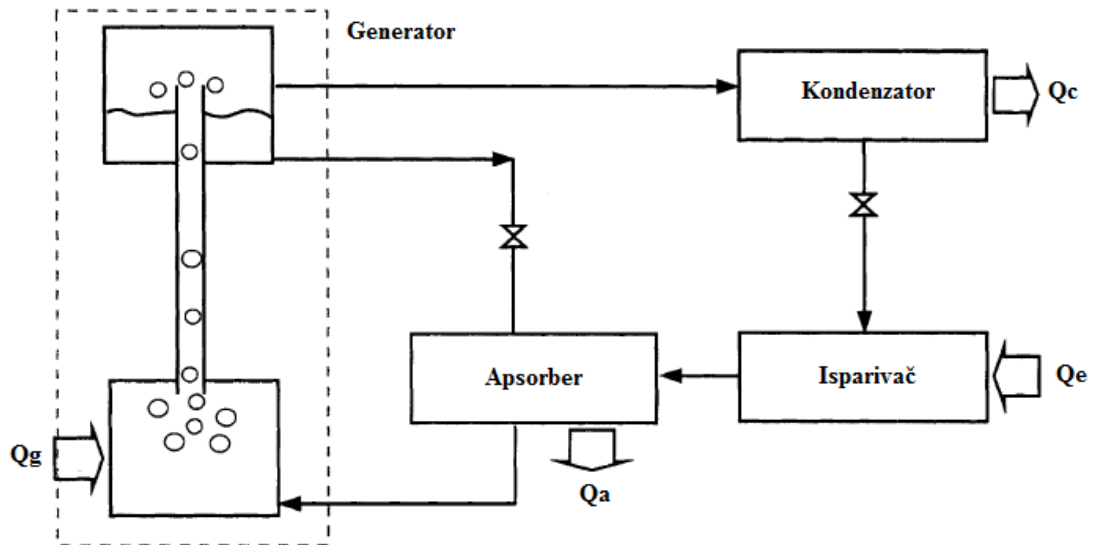 Generator
Kondenzator
Qc
Apsorber
Isparivač
Qe
Qg
Qa